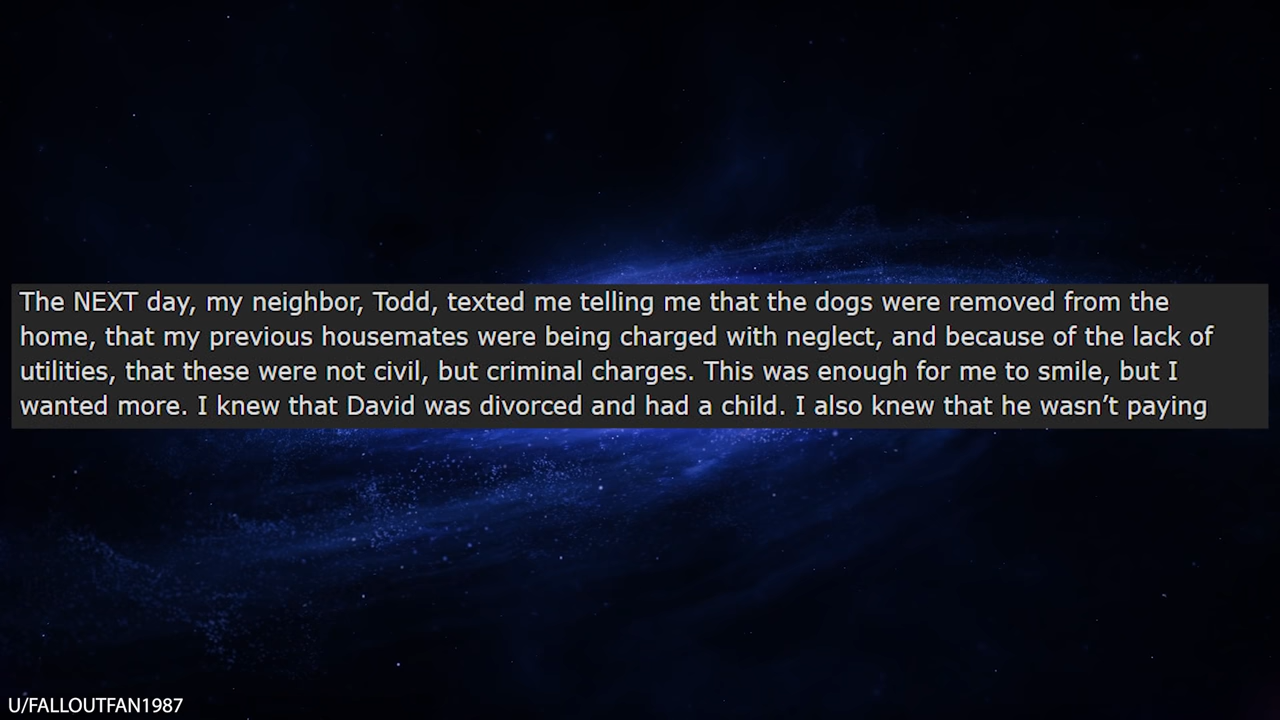 The NEXT day, my neighbor, Todd, texted me telling me that the dogs were removed from the
home, that my previous housemates were being charged with neglect, and because of the lack of
utilities, that these were not civil, but criminal charges. This was enough for me to smile, but I
wanted more. I knew that David was divorced and had a child. I also knew that he wasn’t paying
U/FALLOUTFAN1987